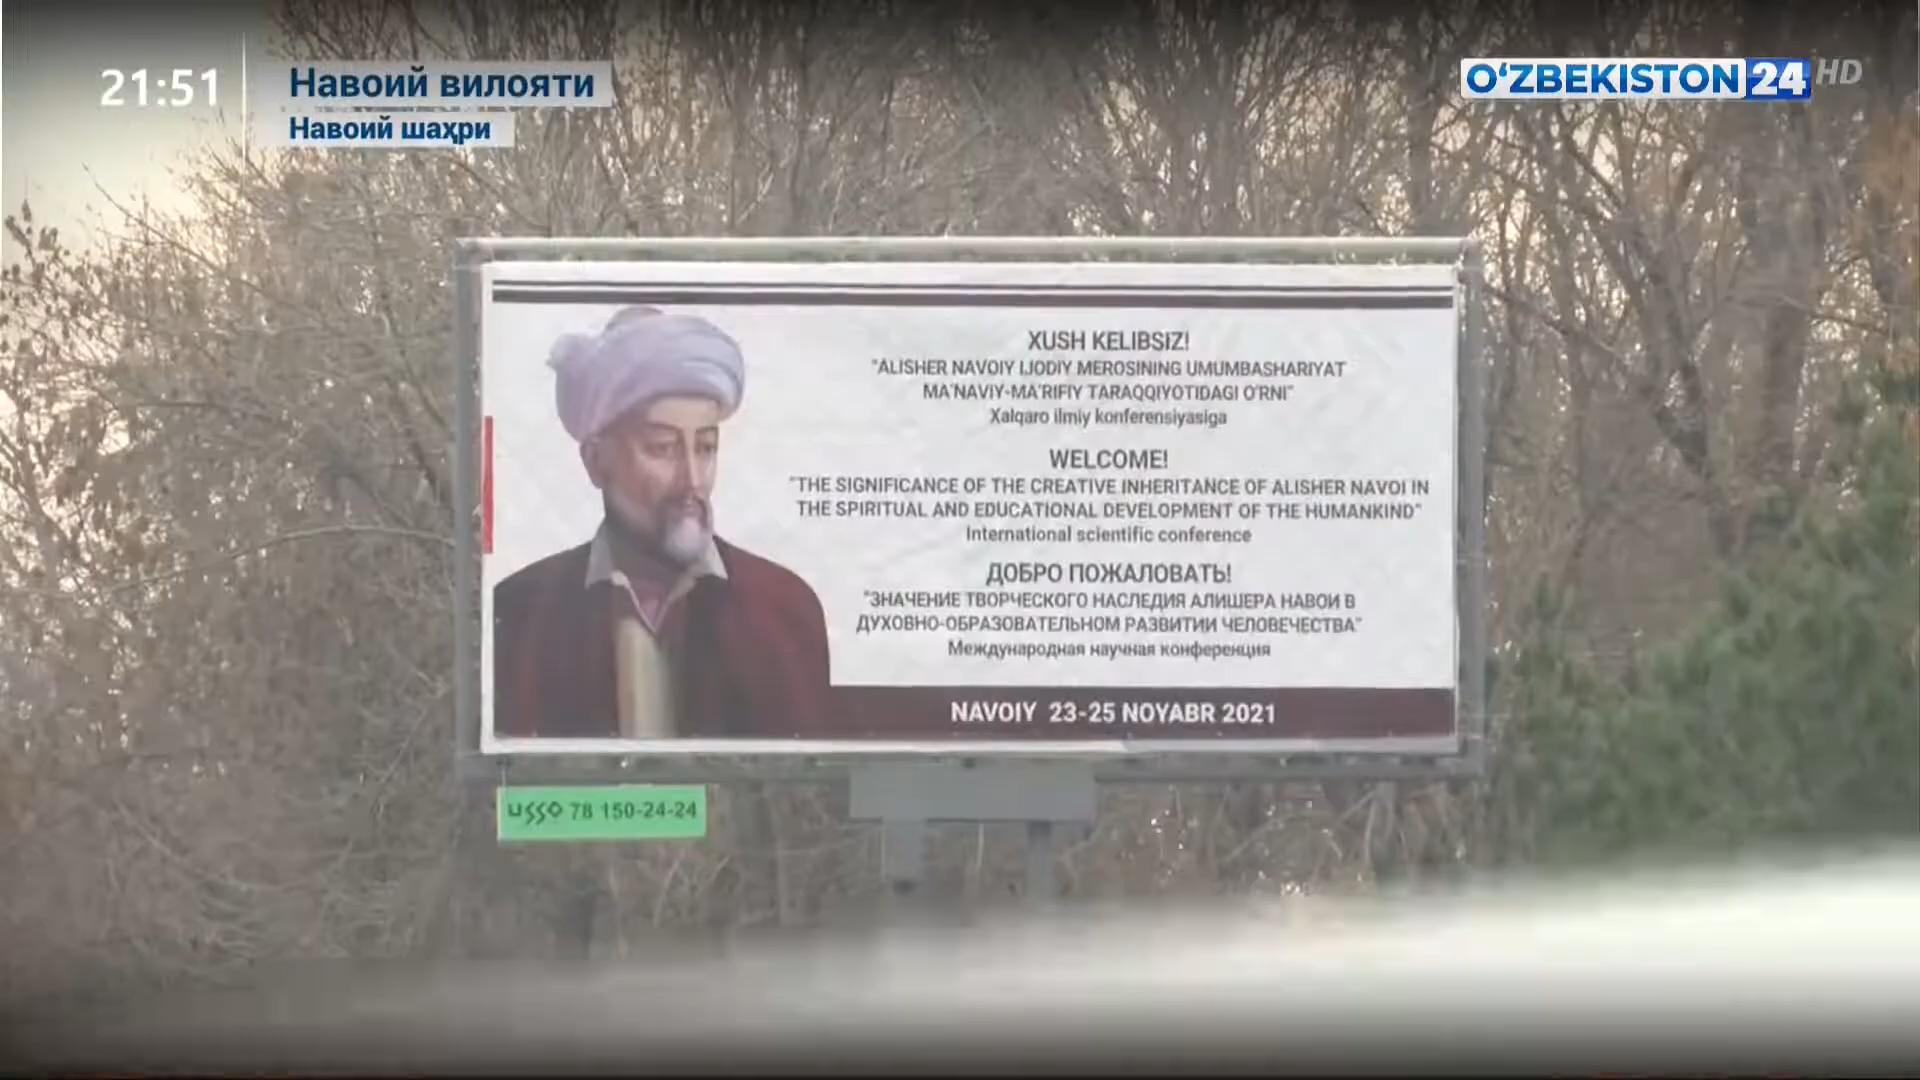 21:51
Навоий вилояти
Навоий шаҳри
O‘ZBEKISTON 24 HD
XUSH KELIBSIZ!
"ALISHER NAVOIY IJODIY MEROSINING UMUMBASHARIYAT
MA'NAVIY-MA'RIFIY TARAQQIYOTIDAGI O'RNI"
Xalqaro ilmiy konferensiyasiga
WELCOME!
"THE SIGNIFICANCE OF THE CREATIVE INHERITANCE OF ALISHER NAVOI IN
THE SPIRITUAL AND EDUCATIONAL DEVELOPMENT OF THE HUMANKIND"
International scientific conference
ДОБРО ПОЖАЛОВАТЬ!
"ЗНАЧЕНИЕ ТВОРЧЕСКОГО НАСЛЕДИЯ АЛИШЕРА НАВОИ В
ДУХОВНО-ОБРАЗОВАТЕЛЬНОМ РАЗВИТИИ ЧЕЛОВЕЧЕСТВА"
Международная научная конференция
NAVOIY 23-25 NOYABR 2021
78 150-24-24